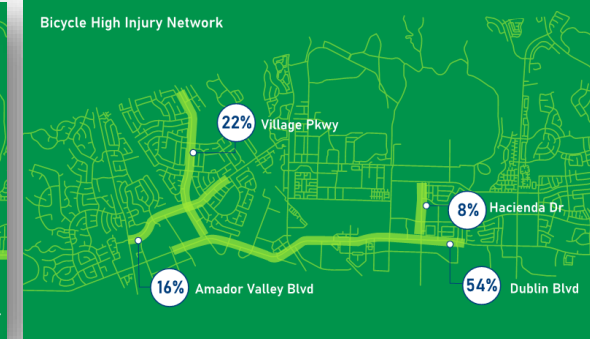 Bicycle High Injury Network
22% Village Pkwy
8% Hacienda Dr
16% Amador Valley Blvd
54% Dublin Blvd